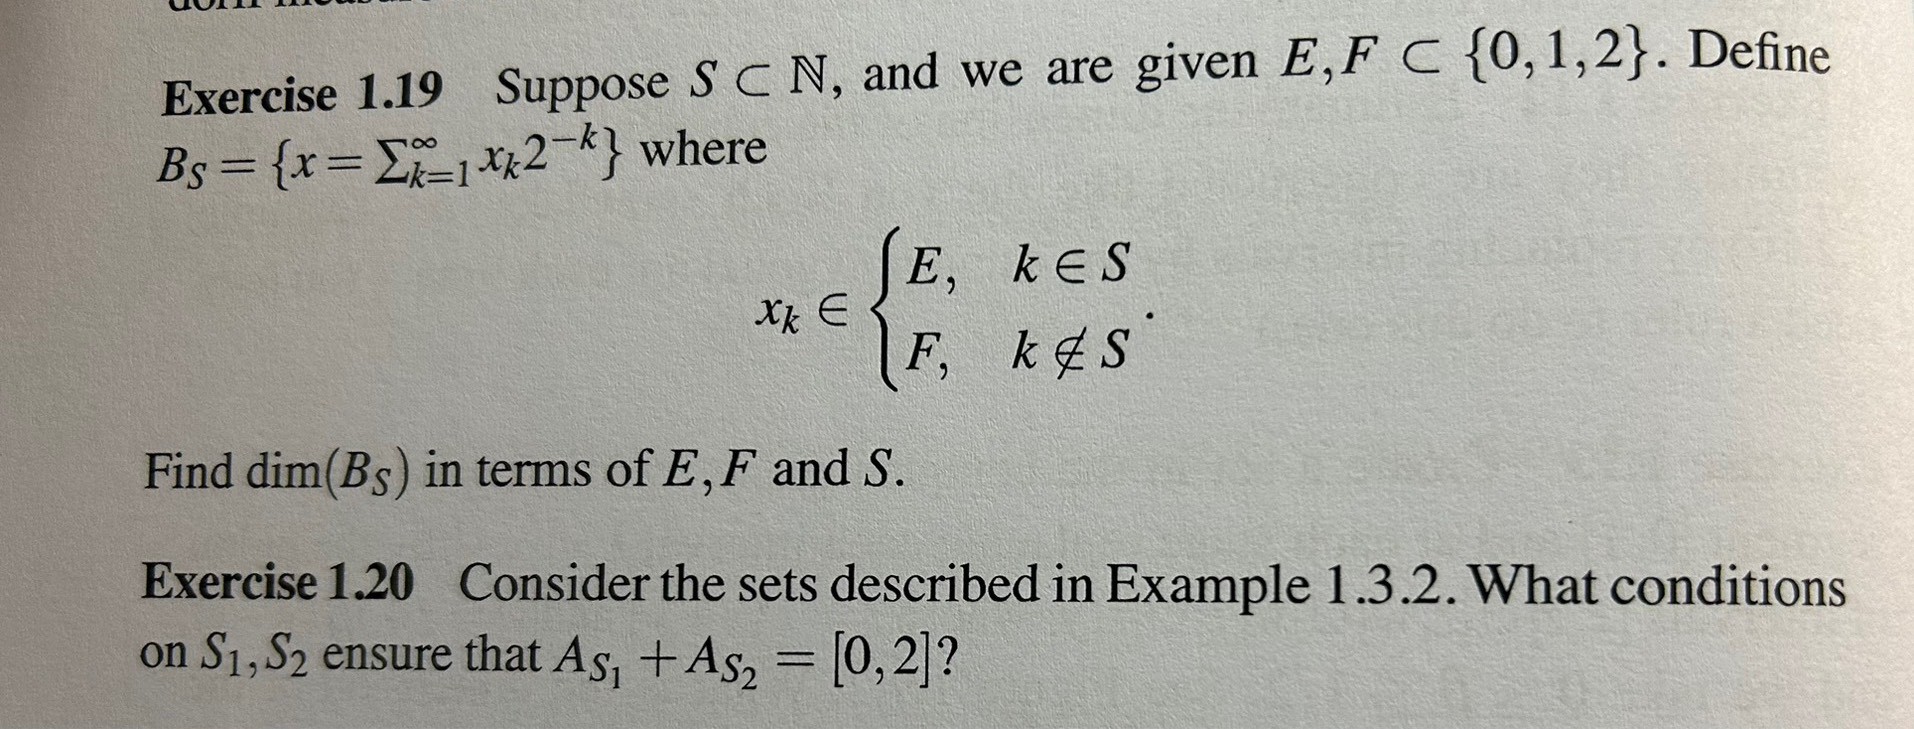 Exercise 1.19 Suppose S ⊂ ℕ, and we are given E, F ⊂ {0,1,2}. Define
B_S = {x = ∑_{k=1}^∞ x_k 2^{-k}} where
x_k ∈ { E, k ∈ S
F, k ∉ S .
Find dim(B_S) in terms of E, F and S.
Exercise 1.20 Consider the sets described in Example 1.3.2. What conditions
on S_1, S_2 ensure that A_{S_1} + A_{S_2} = [0,2]?